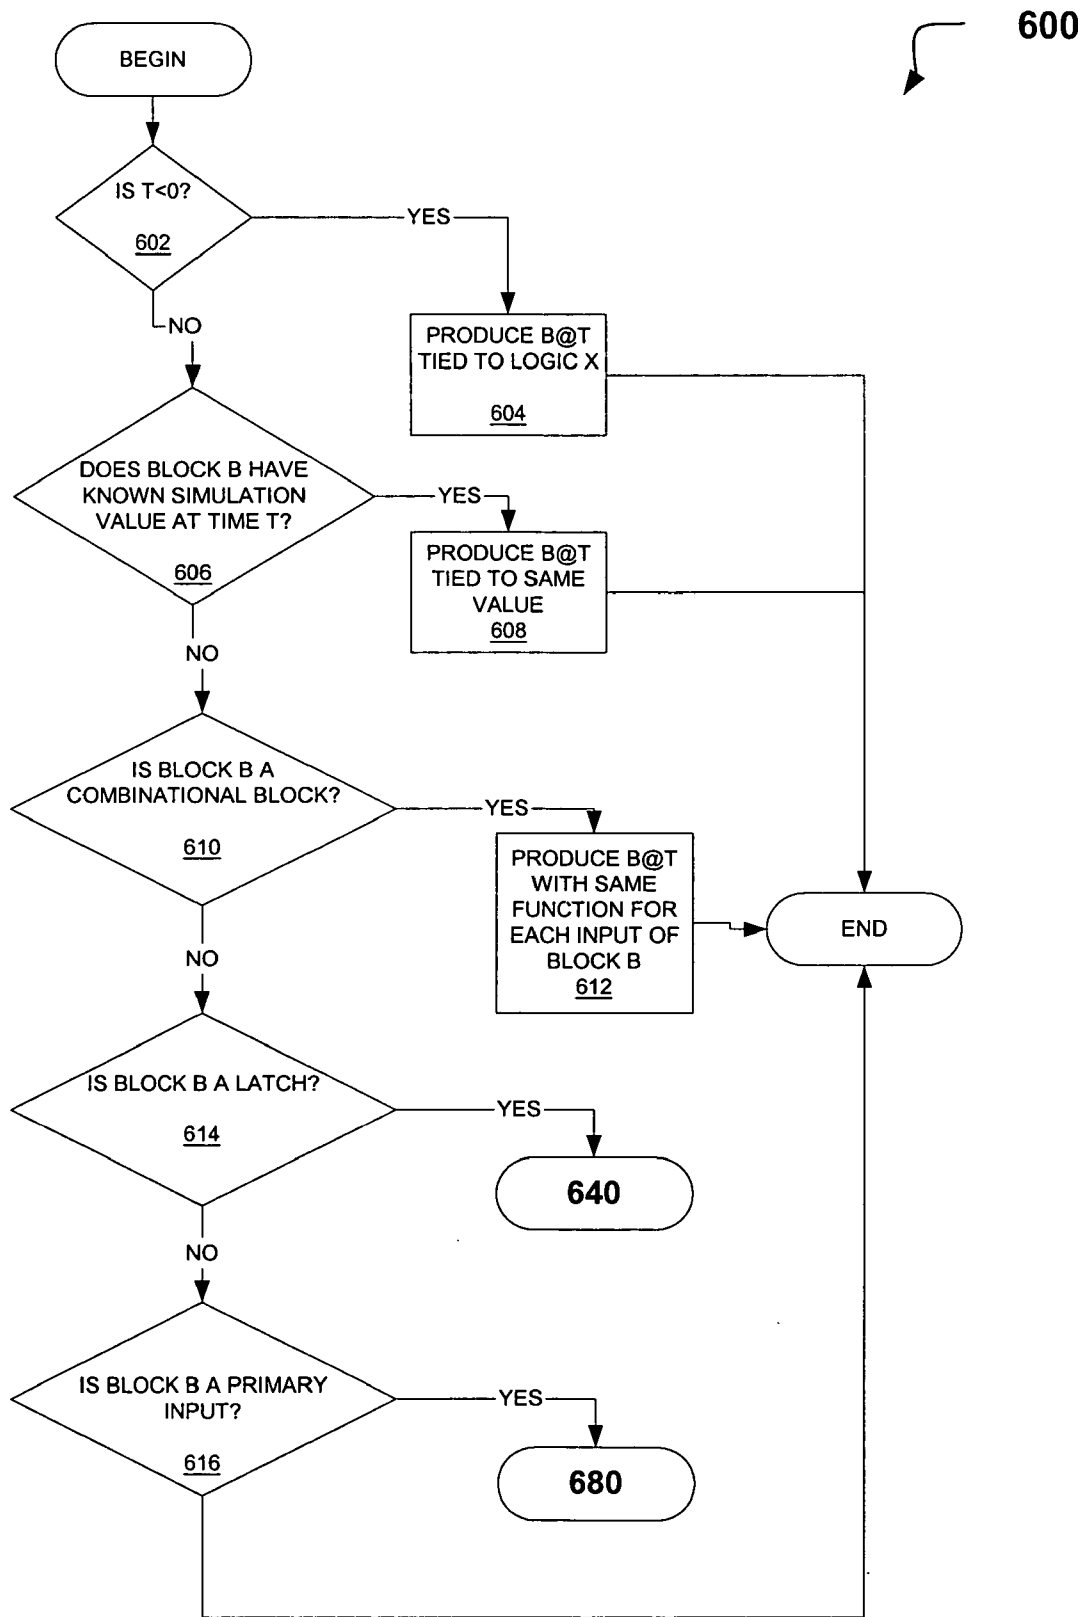 600
BEGIN
IS T<0?
602
YES
NO
PRODUCE B@T
TIED TO LOGIC X
604
DOES BLOCK B HAVE
KNOWN SIMULATION
VALUE AT TIME T?
606
YES
NO
PRODUCE B@T
TIED TO SAME
VALUE
608
IS BLOCK B A
COMBINATIONAL BLOCK?
610
YES
NO
PRODUCE B@T
WITH SAME
FUNCTION FOR
EACH INPUT OF
BLOCK B
612
END
IS BLOCK B A LATCH?
614
YES
NO
640
IS BLOCK B A PRIMARY
INPUT?
616
YES
680